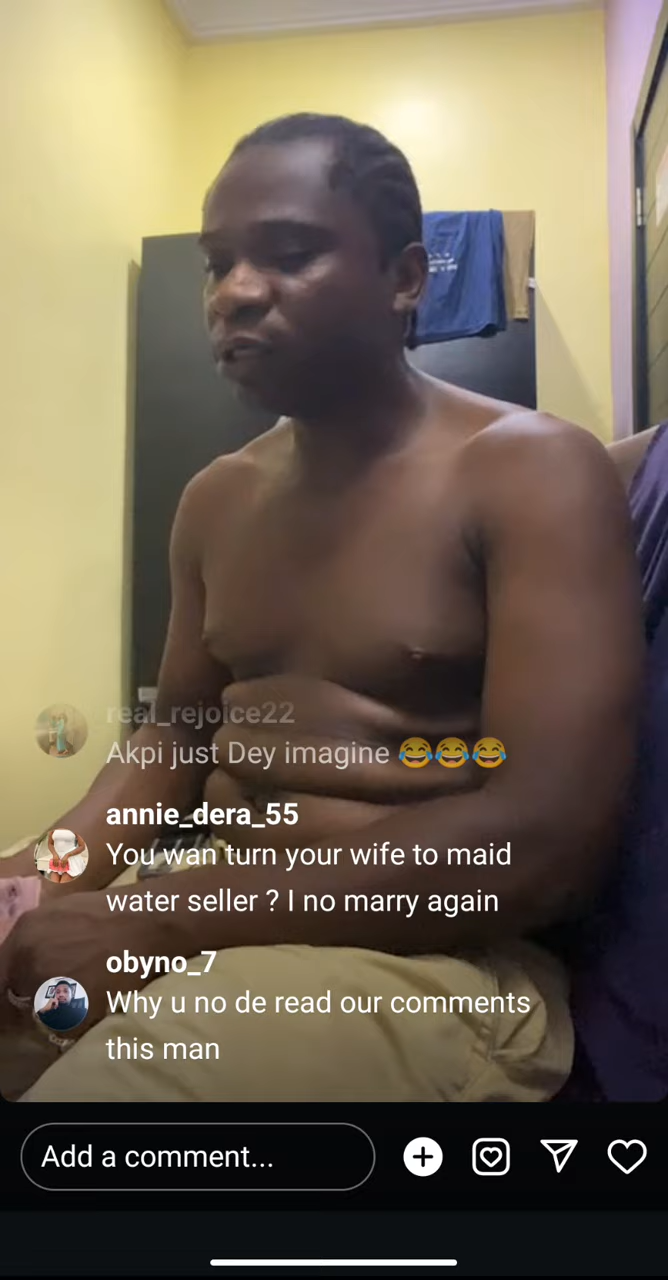 real_rejoice22
Akpi just Dey imagine 😂😂😂
annie_dera_55
You wan turn your wife to maid
water seller ? I no marry again
obyno_7
Why u no de read our comments
this man
Add a comment...